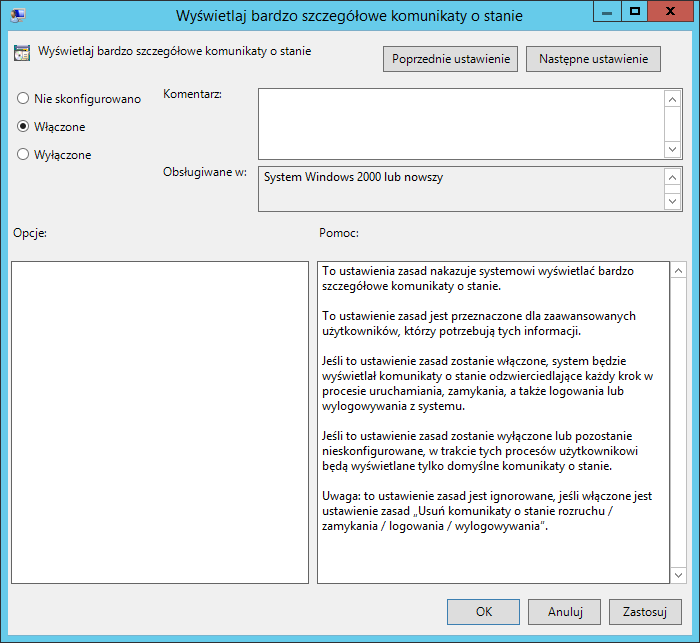 Wyświetlaj bardzo szczegółowe komunikaty o stanie
Wyświetlaj bardzo szczegółowe komunikaty o stanie
Poprzednie ustawienie
Następne ustawienie
Nie skonfigurowano
Włączone
Wyłączone
Komentarz:
Obsługiwane w:
System Windows 2000 lub nowszy
Opcje:
Pomoc:
To ustawienia zasad nakazuje systemowi wyświetlać bardzo
szczegółowe komunikaty o stanie.
To ustawienie zasad jest przeznaczone dla zaawansowanych
użytkowników, którzy potrzebują tych informacji.
Jeśli to ustawienie zasad zostanie włączone, system będzie
wyświetlał komunikaty o stanie odzwierciedlające każdy krok w
procesie uruchamiania, zamykania, a także logowania lub
wylogowywania z systemu.
Jeśli to ustawienie zasad zostanie wyłączone lub pozostanie
nieskonfigurowane, w trakcie tych procesów użytkownikowi
będą wyświetlane tylko domyślne komunikaty o stanie.
Uwaga: to ustawienie zasad jest ignorowane, jeśli włączone jest
ustawienie zasad „Usuń komunikaty o stanie rozruchu /
zamykania / logowania / wylogowywania”.
OK
Anuluj
Zastosuj